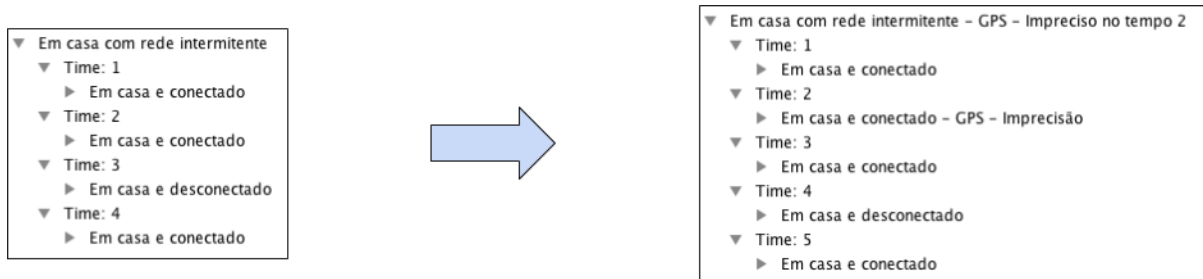 Em casa com rede intermitente
Time: 1
Em casa e conectado
Time: 2
Em casa e conectado
Time: 3
Em casa e desconectado
Time: 4
Em casa e conectado
Em casa com rede intermitente – GPS – Impreciso no tempo 2
Time: 1
Em casa e conectado
Time: 2
Em casa e conectado – GPS – Imprecisão
Time: 3
Em casa e conectado
Time: 4
Em casa e desconectado
Time: 5
Em casa e conectado